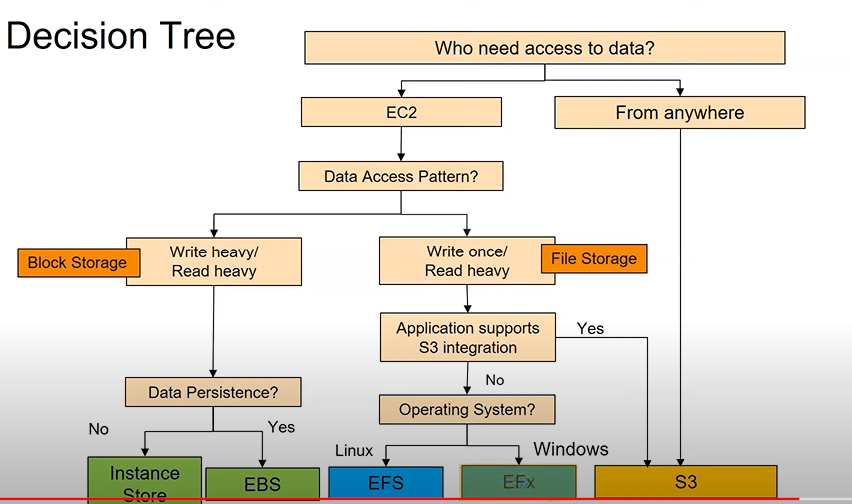 Decision Tree
Who need access to data?
EC2
From anywhere
Data Access Pattern?
Block Storage
Write heavy/
Read heavy
Write once/
Read heavy
File Storage
Application supports
S3 integration
Yes
No
Data Persistence?
Operating System?
No
Yes
Linux
Windows
Instance
Store
EBS
EFS
EFx
S3